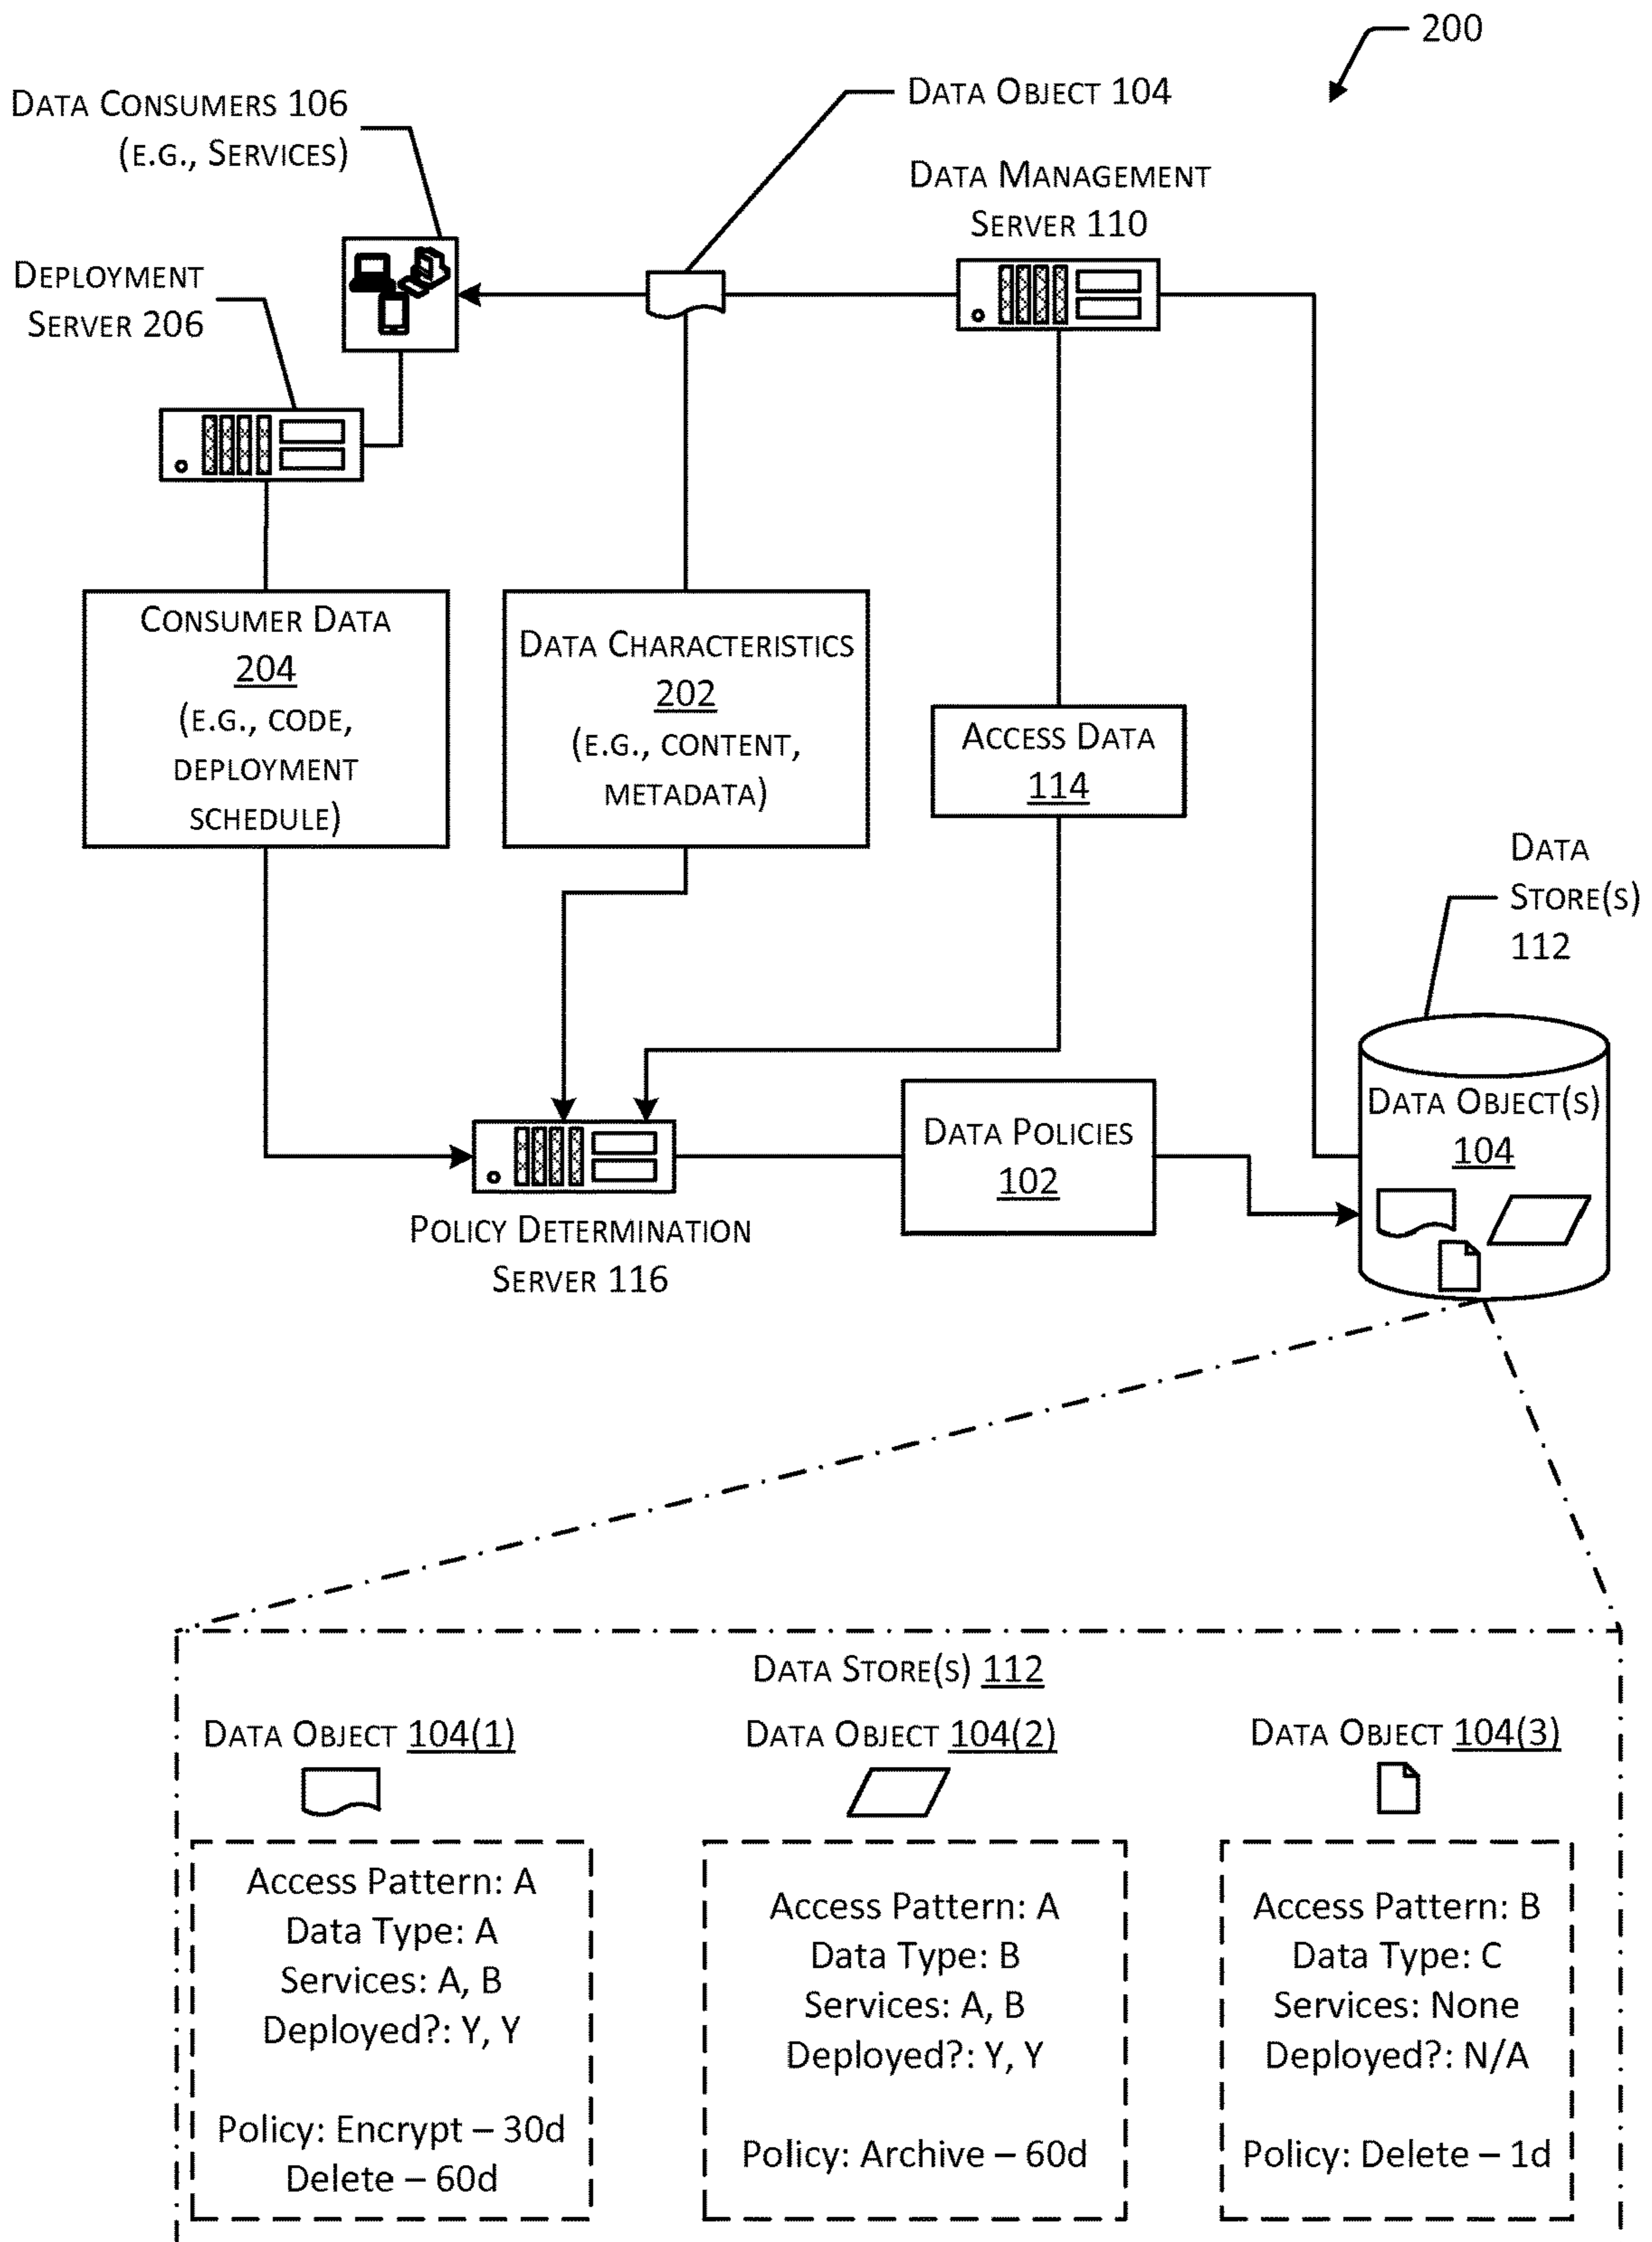 200
DATA CONSUMERS 106
(E.G., SERVICES)
DATA OBJECT 104
DATA MANAGEMENT
SERVER 110
DEPLOYMENT
SERVER 206
CONSUMER DATA
204
(E.G., CODE,
DEPLOYMENT
SCHEDULE)
DATA CHARACTERISTICS
202
(E.G., CONTENT,
METADATA)
ACCESS DATA
114
DATA
STORE(S)
112
DATA OBJECT(S)
104
DATA POLICIES
102
POLICY DETERMINATION
SERVER 116
DATA STORE(S) 112
DATA OBJECT 104(1)
Access Pattern: A
Data Type: A
Services: A, B
Deployed?: Y, Y
Policy: Encrypt – 30d
Delete – 60d
DATA OBJECT 104(2)
Access Pattern: A
Data Type: B
Services: A, B
Deployed?: Y, Y
Policy: Archive – 60d
DATA OBJECT 104(3)
Access Pattern: B
Data Type: C
Services: None
Deployed?: N/A
Policy: Delete – 1d